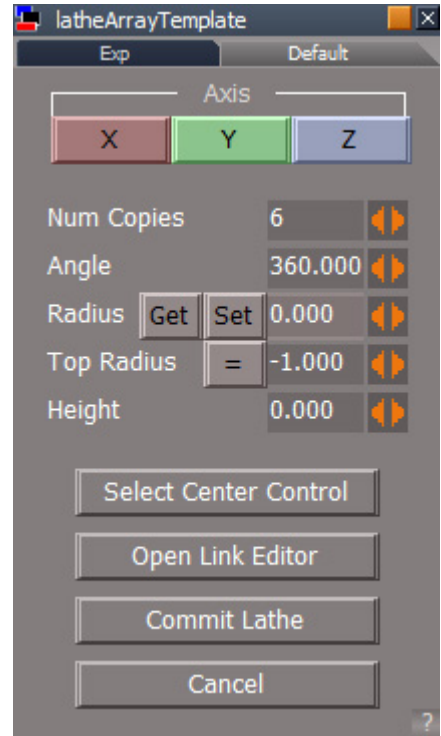 latheArrayTemplate
Exp Default
Axis
X Y Z
Num Copies 6
Angle 360.000
Radius Get Set 0.000
Top Radius = -1.000
Height 0.000
Select Center Control
Open Link Editor
Commit Lathe
Cancel
?